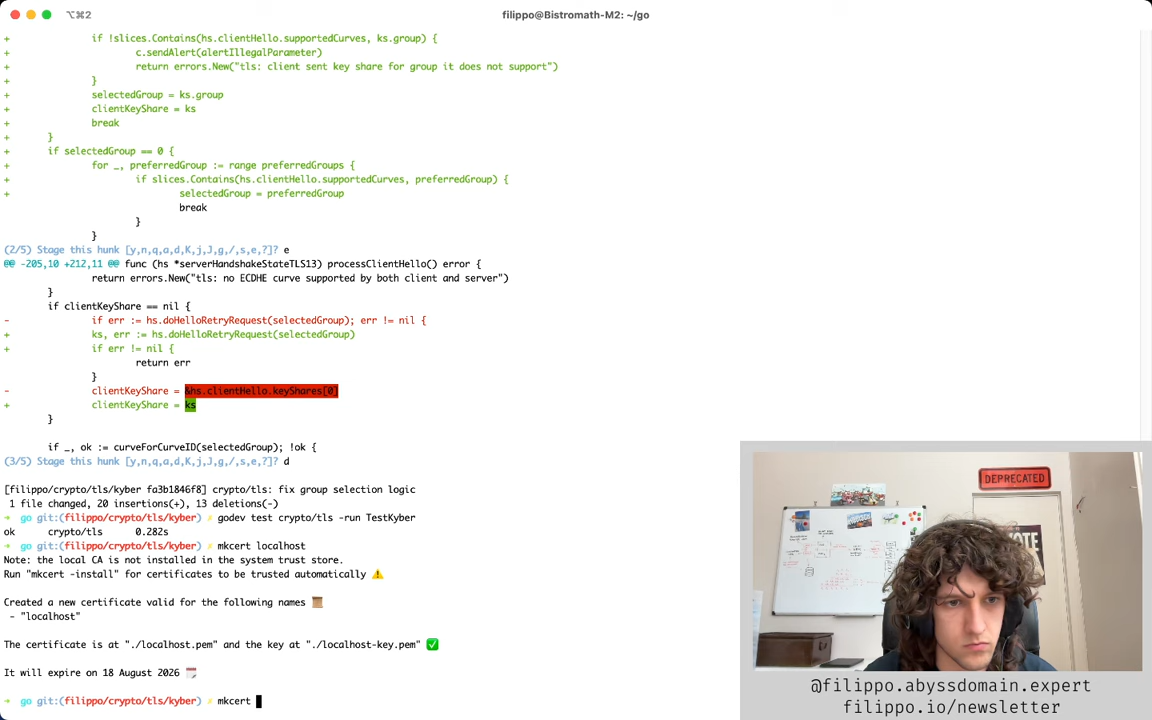 ⌥⌘2
filippo@Bistromath-M2: ~/go
+ if !slices.Contains(hs.clientHello.supportedCurves, ks.group) {
+ c.sendAlert(alertIllegalParameter)
+ return errors.New("tls: client sent key share for group it does not support")
+ }
+ selectedGroup = ks.group
+ clientKeyShare = ks
+ break
+ }
+ if selectedGroup == 0 {
+ for _, preferredGroup := range preferredGroups {
+ if slices.Contains(hs.clientHello.supportedCurves, preferredGroup) {
+ selectedGroup = preferredGroup
break
}
}
(2/5) Stage this hunk [y,n,q,a,d,K,j,J,g,/,s,e,?]? e
@@ -205,10 +212,11 @@ func (hs *serverHandshakeStateTLS13) processClientHello() error {
return errors.New("tls: no ECDHE curve supported by both client and server")
}
if clientKeyShare == nil {
- if err := hs.doHelloRetryRequest(selectedGroup); err != nil {
+ ks, err := hs.doHelloRetryRequest(selectedGroup)
+ if err != nil {
return err
}
- clientKeyShare = &hs.clientHello.keyShares[0]
+ clientKeyShare = ks
}
if _, ok := curveForCurveID(selectedGroup); !ok {
(3/5) Stage this hunk [y,n,q,a,d,K,j,J,g,/,s,e,?]? d
[filippo/crypto/tls/kyber fa3b1846f8] crypto/tls: fix group selection logic
1 file changed, 20 insertions(+), 13 deletions(-)
➜ go git:(filippo/crypto/tls/kyber) ✗ godev test crypto/tls -run TestKyber
ok crypto/tls 0.282s
➜ go git:(filippo/crypto/tls/kyber) ✗ mkcert localhost
Note: the local CA is not installed in the system trust store.
Run "mkcert -install" for certificates to be trusted automatically ⚠️
Created a new certificate valid for the following names 📜
- "localhost"
The certificate is at "./localhost.pem" and the key at "./localhost-key.pem" ✅
It will expire on 18 August 2026 🗓
➜ go git:(filippo/crypto/tls/kyber) ✗ mkcert
DEPRECATED
@filippo.abyssdomain.expert
filippo.io/newsletter